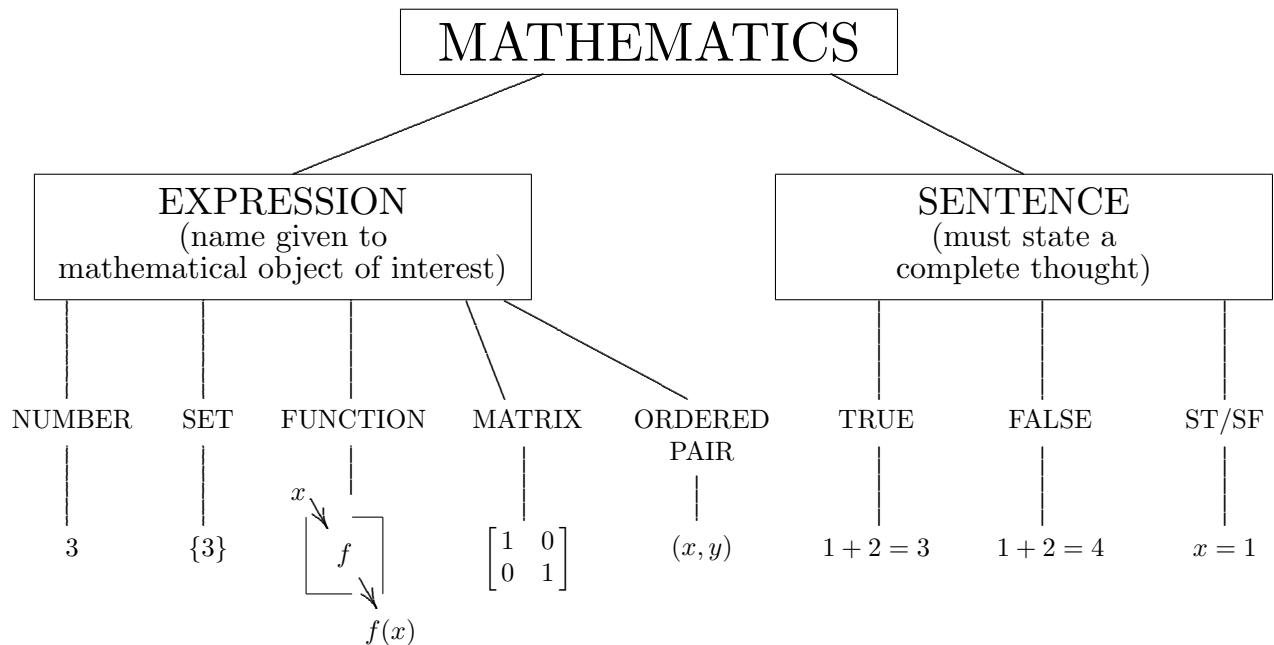 MATHEMATICS
EXPRESSION
(name given to
mathematical object of interest)
SENTENCE
(must state a
complete thought)
NUMBER
SET
FUNCTION
MATRIX
ORDERED
PAIR
TRUE
FALSE
ST/SF
3
{3}
x
f
f(x)
[1 0
0 1]
(x, y)
1 + 2 = 3
1 + 2 = 4
x = 1